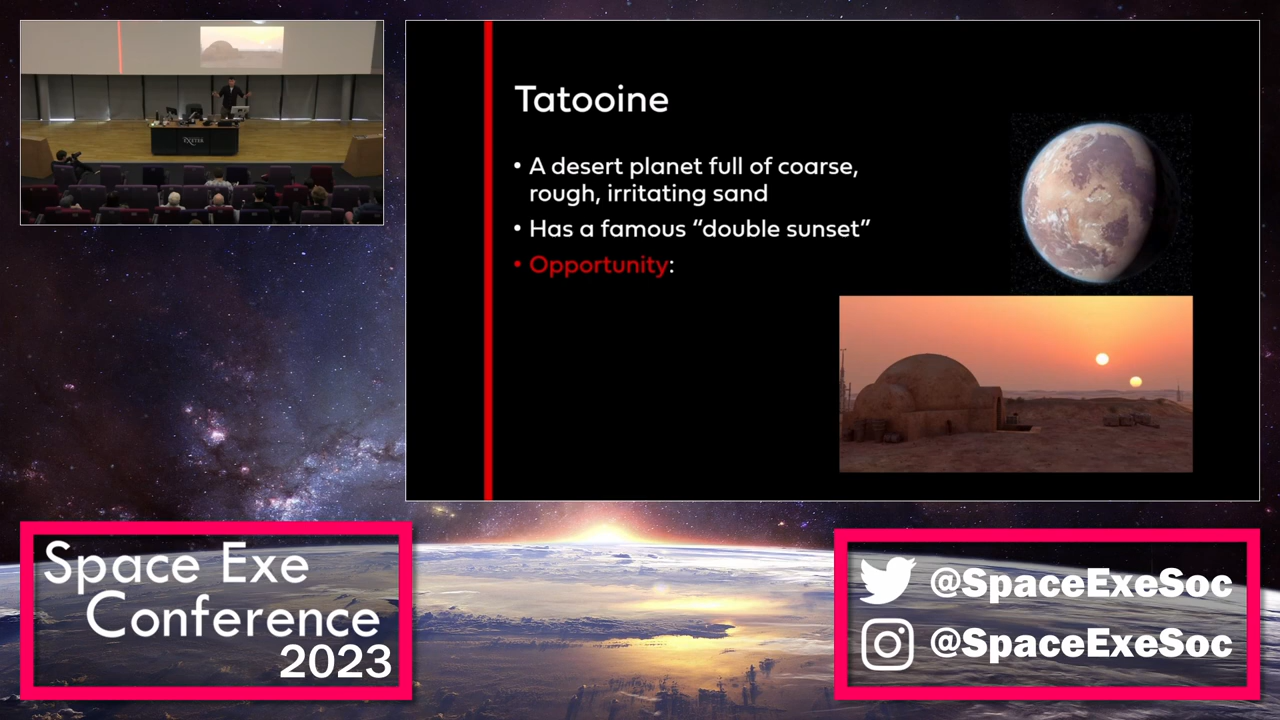 EXETER
Tatooine
• A desert planet full of coarse,
rough, irritating sand
• Has a famous “double sunset”
• Opportunity:
Space Exe
Conference
2023
@SpaceExeSoc
@SpaceExeSoc